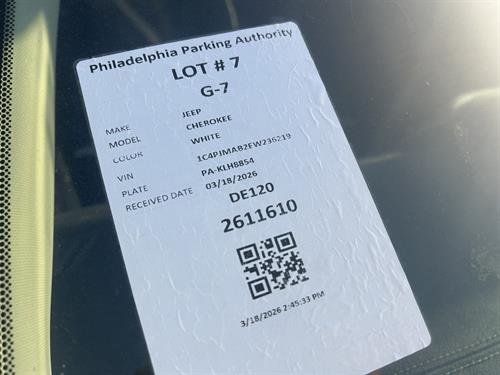 Philadelphia Parking Authority
LOT # 7
G-7
MAKE JEEP
MODEL CHEROKEE
COLOR WHITE
VIN 1C4PJMAB2EW236219
PLATE PA-KLH8854
RECEIVED DATE 03/18/2026
DE120
2611610
3/18/2026 2:45:33 PM